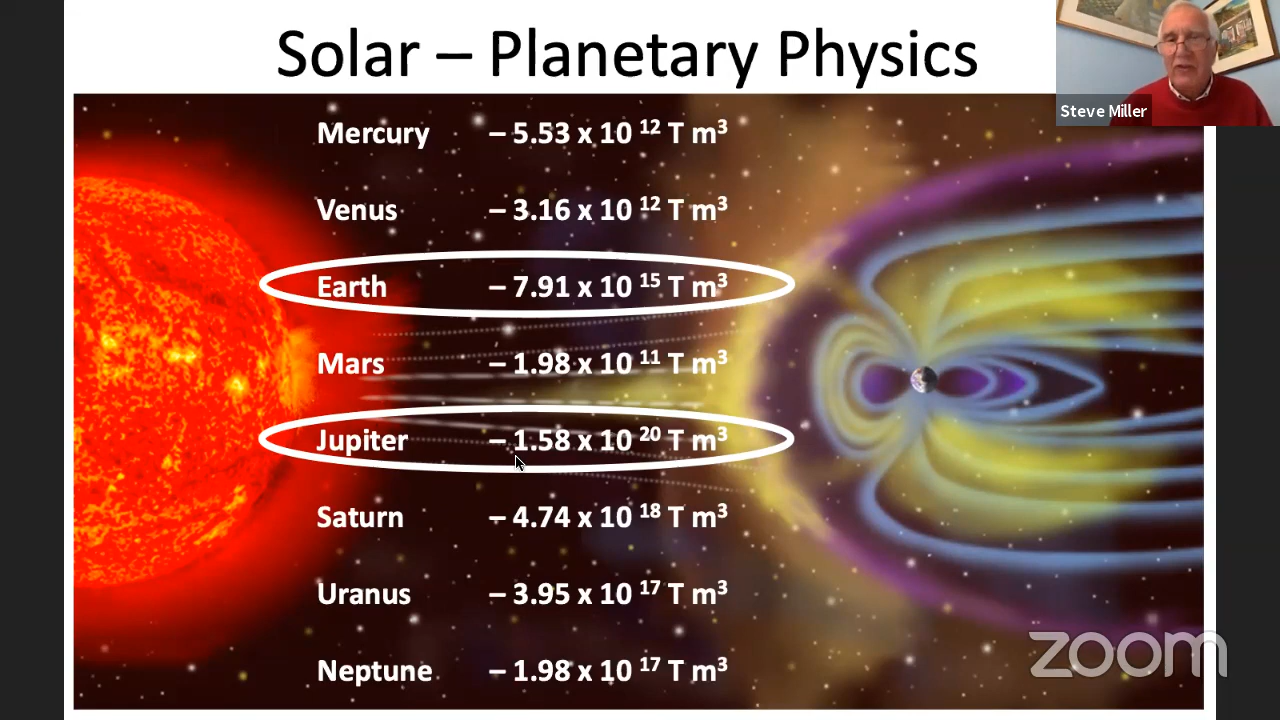 Solar – Planetary Physics
Steve Miller
Mercury – 5.53 x 10 ¹² T m³
Venus – 3.16 x 10 ¹² T m³
Earth – 7.91 x 10 ¹⁵ T m³
Mars – 1.98 x 10 ¹¹ T m³
Jupiter – 1.58 x 10 ²⁰ T m³
Saturn – 4.74 x 10 ¹⁸ T m³
Uranus – 3.95 x 10 ¹⁷ T m³
Neptune – 1.98 x 10 ¹⁷ T m³
zoom